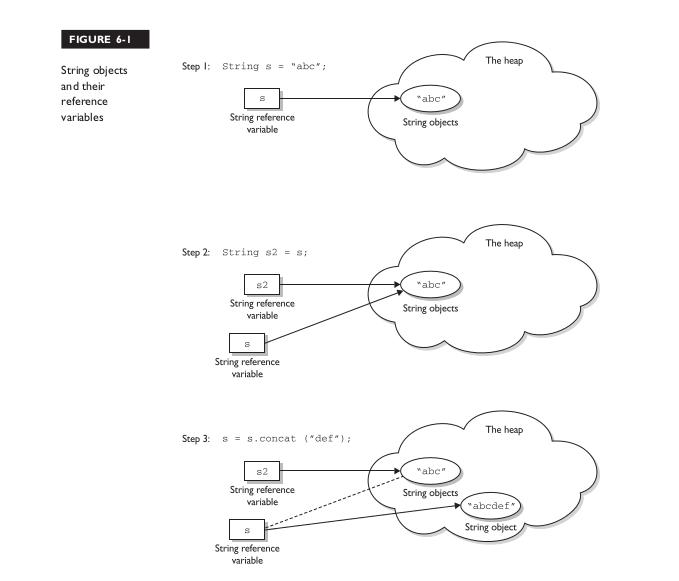 FIGURE 6-1
String objects
and their
reference
variables
Step 1: String s = “abc”;
The heap
s
“abc”
String reference
variable
String objects
Step 2: String s2 = s;
The heap
s2
“abc”
String reference
variable
String objects
s
String reference
variable
Step 3: s = s.concat (“def”);
The heap
s2
“abc”
String reference
variable
String objects
“abcdef”
s
String object
String reference
variable